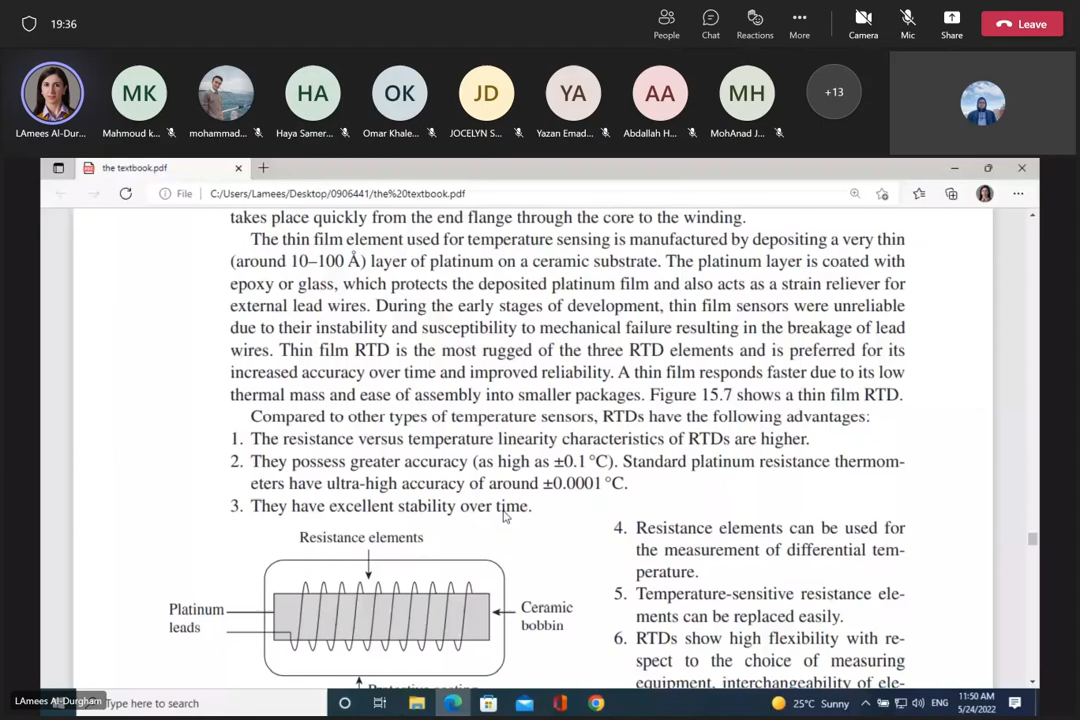 19:36
People
Chat
Reactions
More
Camera
Mic
Share
Leave
MK
HA
OK
JD
YA
AA
MH
+13
LAmees Al-Dur...
Mahmoud k...
mohammad...
Haya Samer...
Omar Khale...
JOCELYN S...
Yazan Emad...
Abdallah H...
MohAnad J...
the textbook.pdf
File
C:/Users/Lamees/Desktop/0906441/the%20textbook.pdf
takes place quickly from the end flange through the core to the winding.
The thin film element used for temperature sensing is manufactured by depositing a very thin
(around 10–100 Å) layer of platinum on a ceramic substrate. The platinum layer is coated with
epoxy or glass, which protects the deposited platinum film and also acts as a strain reliever for
external lead wires. During the early stages of development, thin film sensors were unreliable
due to their instability and susceptibility to mechanical failure resulting in the breakage of lead
wires. Thin film RTD is the most rugged of the three RTD elements and is preferred for its
increased accuracy over time and improved reliability. A thin film responds faster due to its low
thermal mass and ease of assembly into smaller packages. Figure 15.7 shows a thin film RTD.
Compared to other types of temperature sensors, RTDs have the following advantages:
1. The resistance versus temperature linearity characteristics of RTDs are higher.
2. They possess greater accuracy (as high as ±0.1 °C). Standard platinum resistance thermom-
eters have ultra-high accuracy of around ±0.0001 °C.
3. They have excellent stability over time.
Resistance elements
Platinum
leads
Ceramic
bobbin
4. Resistance elements can be used for
the measurement of differential tem-
perature.
5. Temperature-sensitive resistance ele-
ments can be replaced easily.
6. RTDs show high flexibility with re-
spect to the choice of measuring
equipment, interchangeability of ele-
Protective coating
LAmees Al-Durgham
Type here to search
25°C Sunny
ENG
11:50 AM
5/24/2022